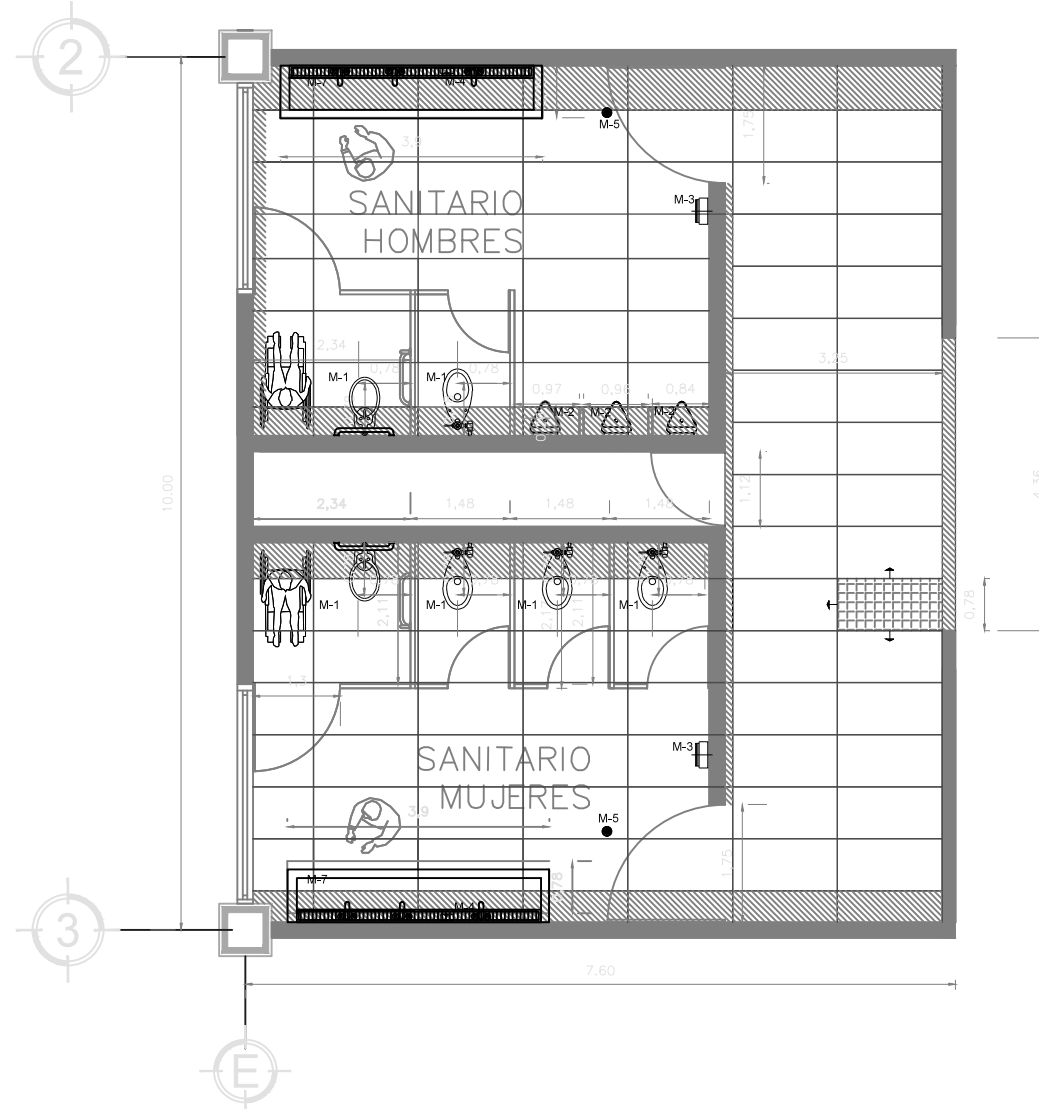 2
M-7
M-4
M-5
3,9
1,75
SANITARIO
HOMBRES
M-3
2,34
3,25
0,78
0,78
M-1
M-1
0,97
0,98
0,84
M-2
M-2
M-2
10.00
2,34
1,48
1,48
1,48
1,12
4,36
M-1
M-1
M-1
M-1
2,11
2,11
0,78
1,3
SANITARIO
MUJERES
M-3
3,9
M-5
1,75
M-7
M-4
3
7.60
E